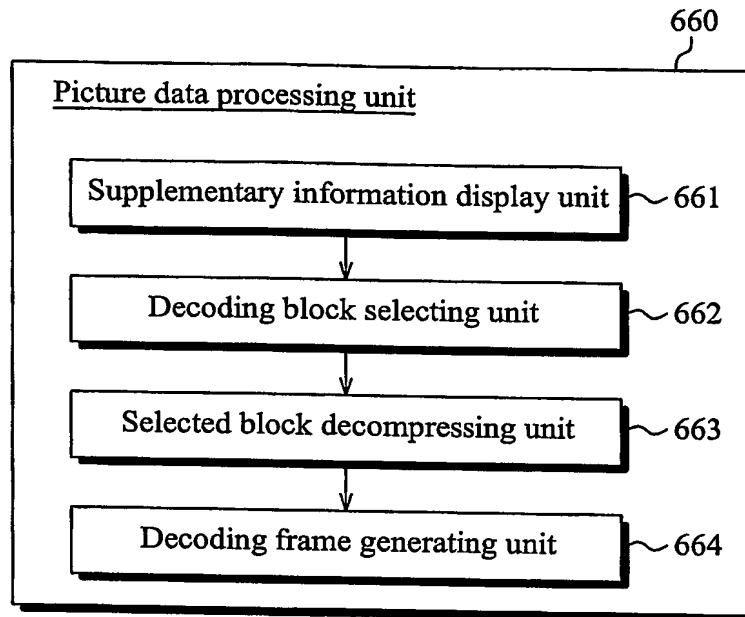 660
Picture data processing unit
Supplementary information display unit 661
Decoding block selecting unit 662
Selected block decompressing unit 663
Decoding frame generating unit 664